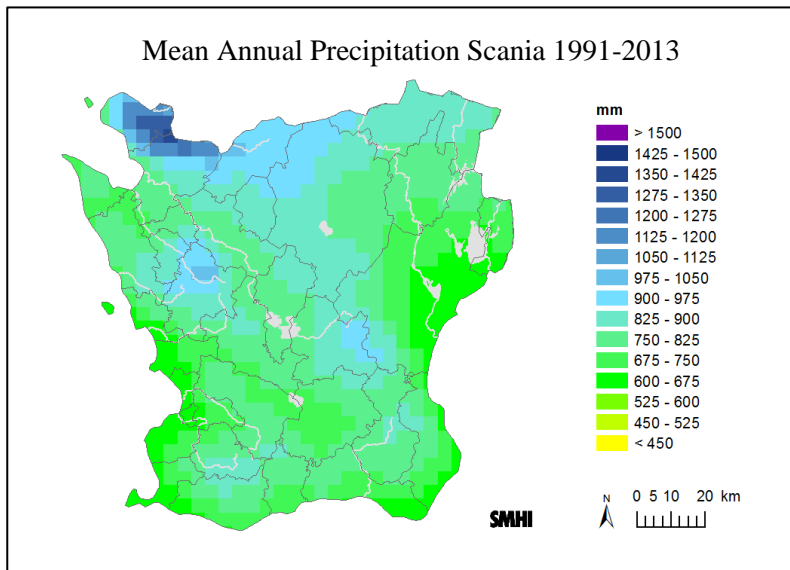 Mean Annual Precipitation Scania 1991-2013
mm
> 1500
1425 - 1500
1350 - 1425
1275 - 1350
1200 - 1275
1125 - 1200
1050 - 1125
975 - 1050
900 - 975
825 - 900
750 - 825
675 - 750
600 - 675
525 - 600
450 - 525
< 450
SMHI
N
0 5 10 20 km